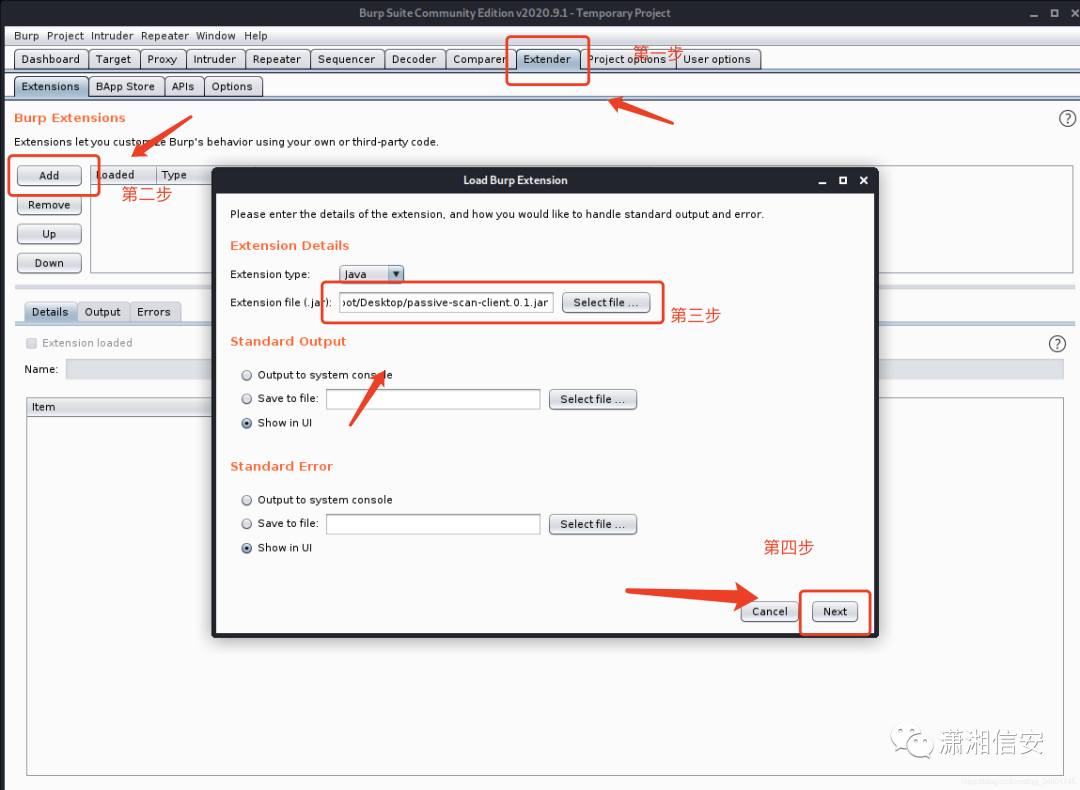 Burp Suite Community Edition v2020.9.1 - Temporary Project
Burp Project Intruder Repeater Window Help
Dashboard Target Proxy Intruder Repeater Sequencer Decoder Comparer Extender Project options User options
第一步
Extensions BApp Store APIs Options
Burp Extensions
Extensions let you customize Burp's behavior using your own or third-party code.
Add Loaded Type
第二步
Remove
Up
Down
Load Burp Extension
Please enter the details of the extension, and how you would like to handle standard output and error.
Extension Details
Extension type: Java
Extension file (.jar): oot/Desktop/passive-scan-client.0.1.jar Select file ...
第三步
Standard Output
Output to system console
Save to file: Select file ...
Show in UI
Standard Error
Output to system console
Save to file: Select file ...
Show in UI
第四步
Cancel Next
Details Output Errors
Extension loaded
Name:
Item
潇湘信安